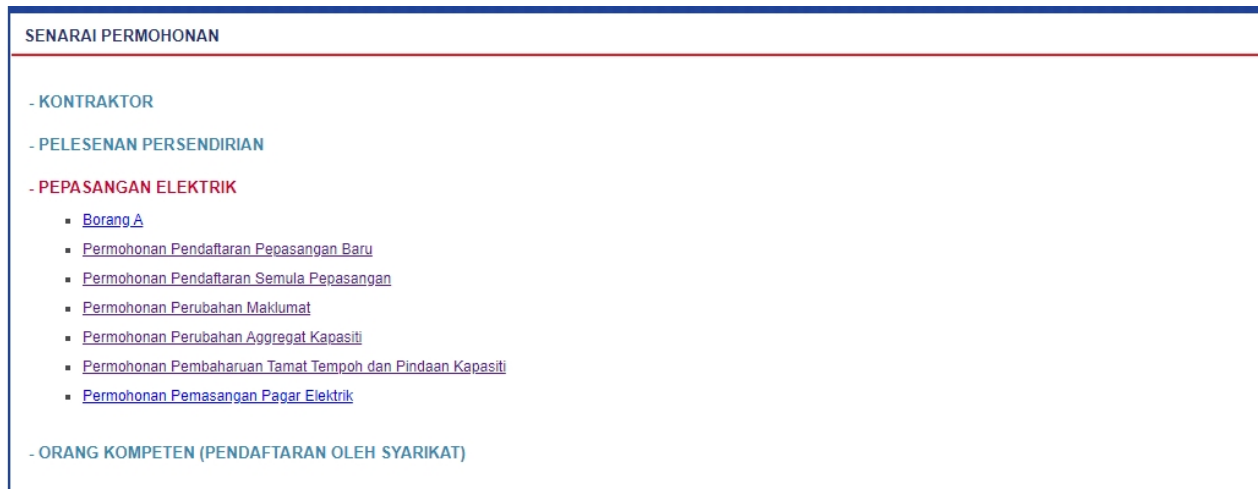 SENARAI PERMOHONAN
- KONTRAKTOR
- PELESENAN PERSENDIRIAN
- PEPASANGAN ELEKTRIK
Borang A
Permohonan Pendaftaran Pepasangan Baru
Permohonan Pendaftaran Semula Pepasangan
Permohonan Perubahan Maklumat
Permohonan Perubahan Aggregat Kapasiti
Permohonan Pembaharuan Tamat Tempoh dan Pindaan Kapasiti
Permohonan Pemasangan Pagar Elektrik
- ORANG KOMPETEN (PENDAFTARAN OLEH SYARIKAT)